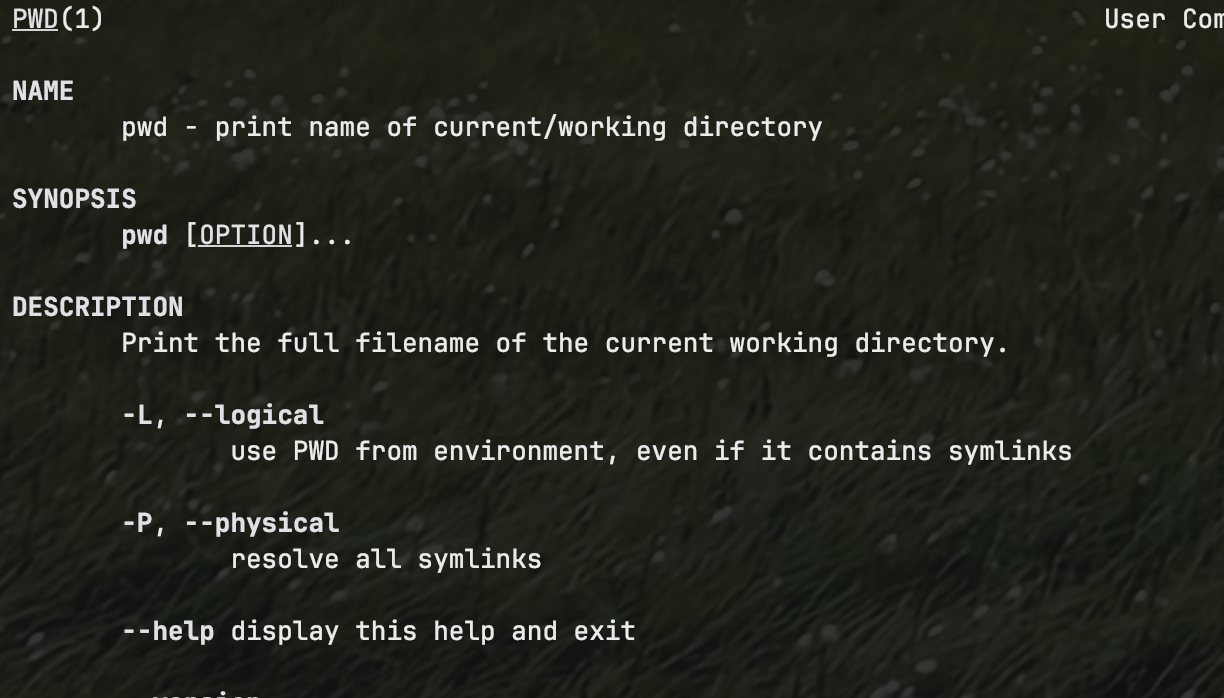 PWD(1) User Com
NAME
pwd - print name of current/working directory
SYNOPSIS
pwd [OPTION]...
DESCRIPTION
Print the full filename of the current working directory.
-L, --logical
use PWD from environment, even if it contains symlinks
-P, --physical
resolve all symlinks
--help display this help and exit